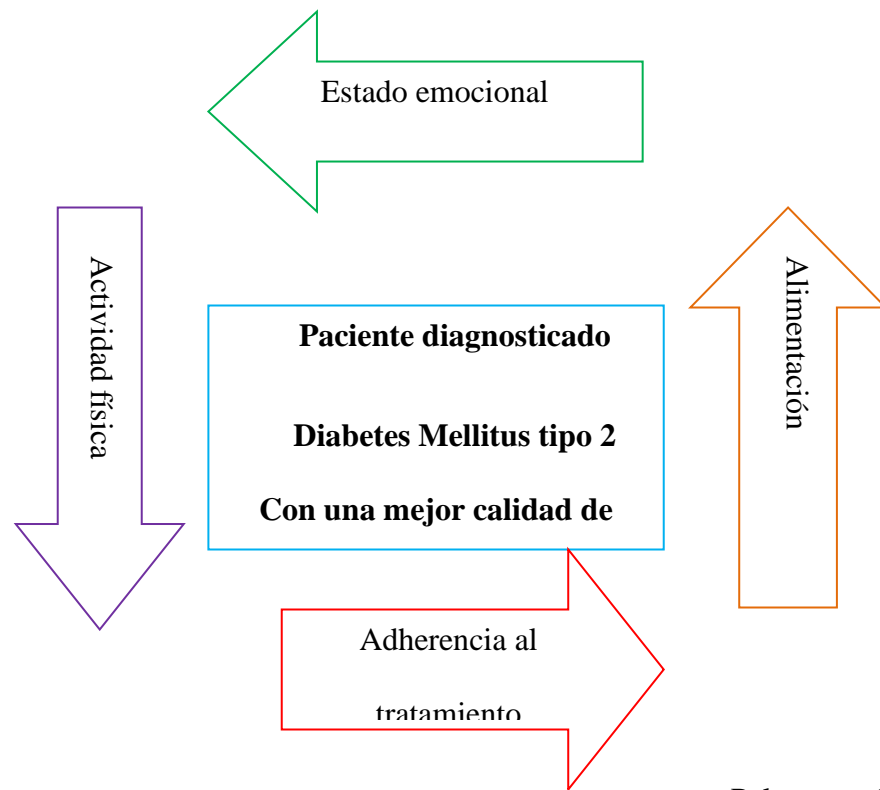 Estado emocional
Actividad física
Alimentación
Paciente diagnosticado
Diabetes Mellitus tipo 2
Con una mejor calidad de
Adherencia al
tratamiento